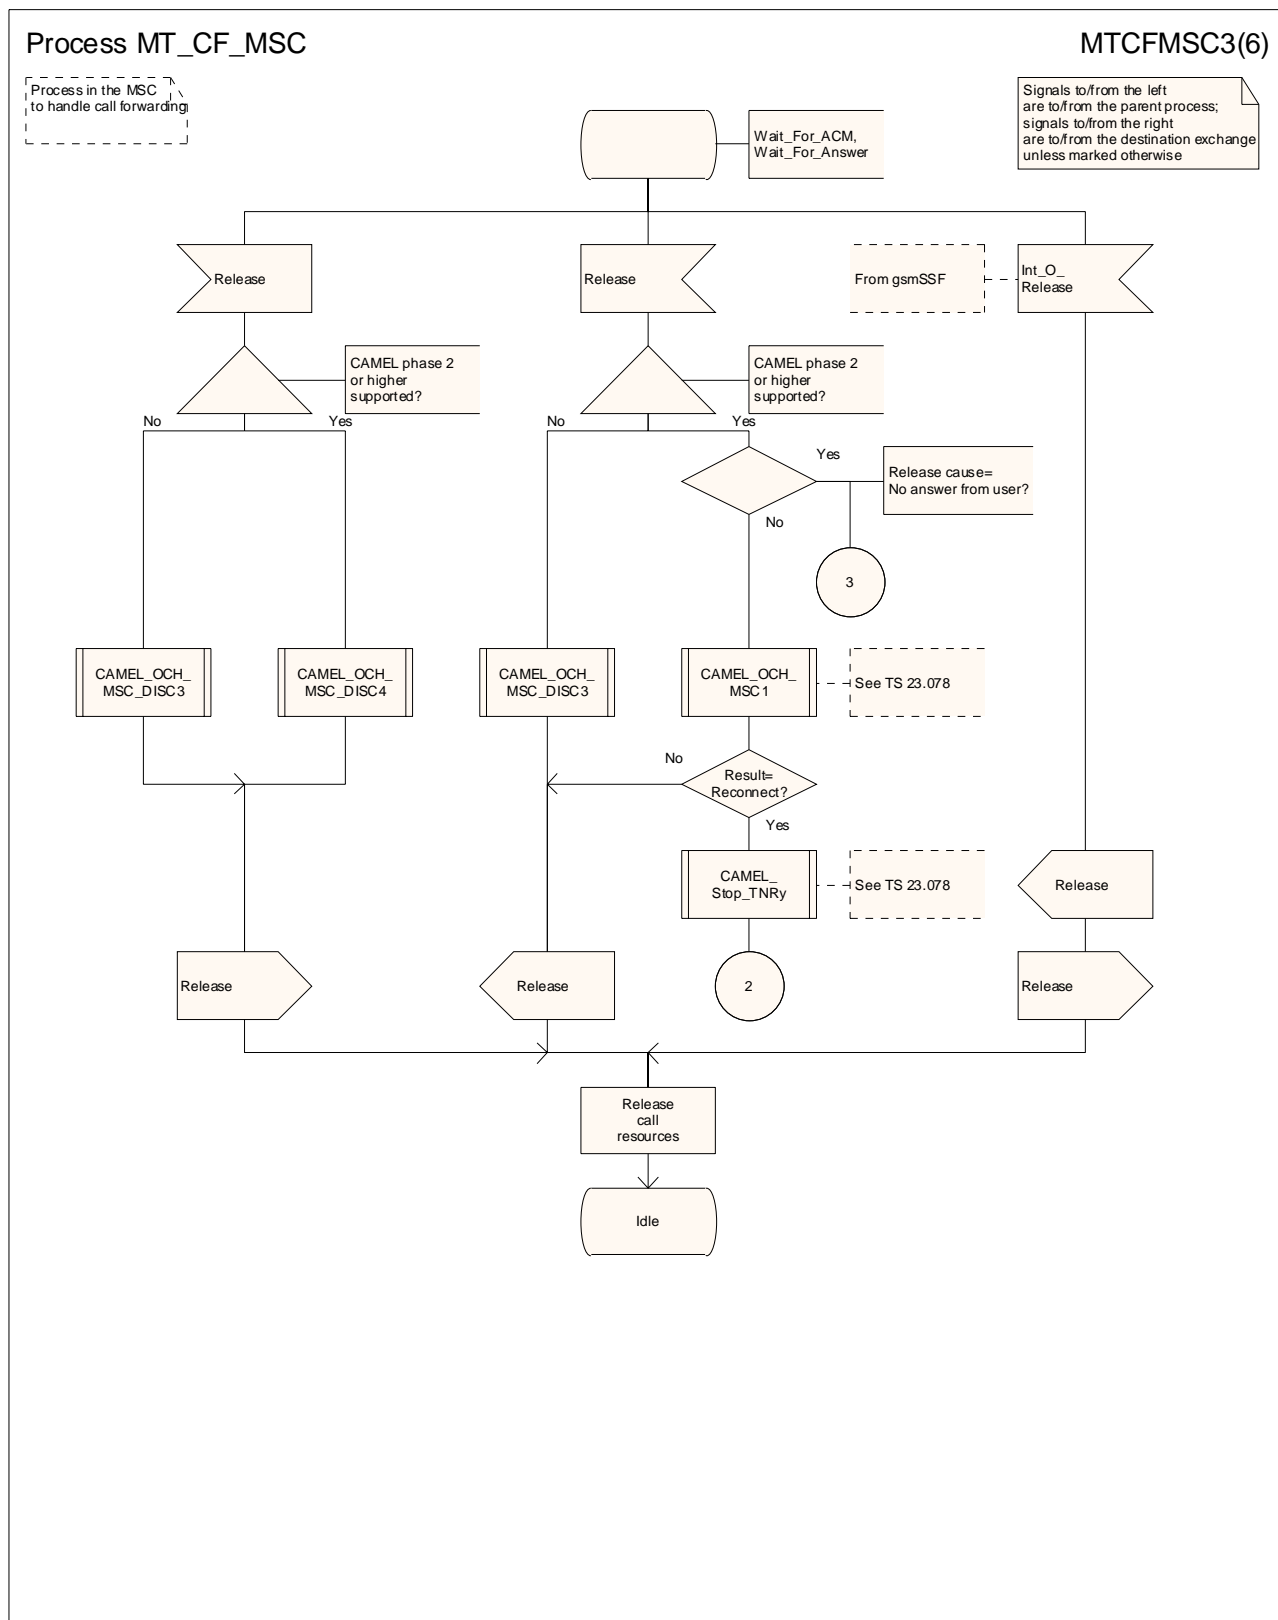 Process MT_CF_MSC
MTCFMSC3(6)
Process in the MSC
to handle call forwarding
Signals to/from the left
are to/from the parent process;
signals to/from the right
are to/from the destination exchange
unless marked otherwise
Wait_For_ACM,
Wait_For_Answer
Release
Release
From gsmSSF
Int_O_
Release
CAMEL phase 2
or higher
supported?
CAMEL phase 2
or higher
supported?
No
Yes
No
Yes
Yes
Release cause=
No answer from user?
No
3
CAMEL_OCH_
MSC_DISC3
CAMEL_OCH_
MSC_DISC4
CAMEL_OCH_
MSC_DISC3
CAMEL_OCH_
MSC1
See TS 23.078
No
Result=
Reconnect?
Yes
CAMEL_
Stop_TNRy
See TS 23.078
Release
Release
Release
2
Release
Release
call
resources
Idle